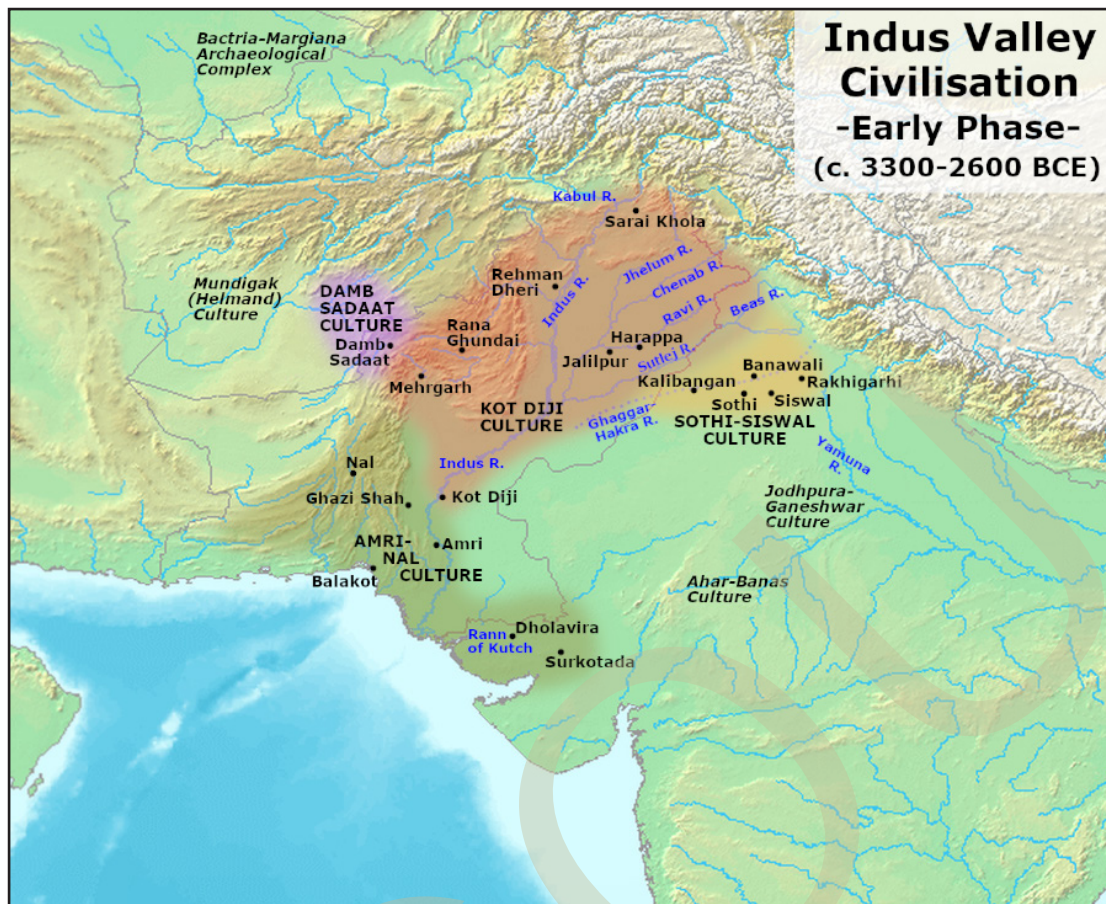 Indus Valley
Civilisation
-Early Phase-
(c. 3300-2600 BCE)
Bactria-Margiana
Archaeological
Complex
Kabul R.
Sarai Khola
Mundigak
(Helmand)
Culture
DAMB
SADAAT
CULTURE
Damb
Sadaat
Rehman
Dheri
Indus R.
Jhelum R.
Chenab R.
Ravi R.
Beas R.
Rana
Ghundai
Harappa
Jalilpur
Sutlej R.
Mehrgarh
Banawali
Kalibangan
Rakhigarhi
Sothi
Siswal
KOT DIJI
CULTURE
Ghaggar-
Hakra R.
SOTHI-SISWAL
CULTURE
Yamuna
R.
Nal
Indus R.
Ghazi Shah
Kot Diji
Jodhpura-
Ganeshwar
Culture
AMRI-
NAL
CULTURE
Amri
Balakot
Ahar-Banas
Culture
Rann
of Kutch
Dholavira
Surkotada